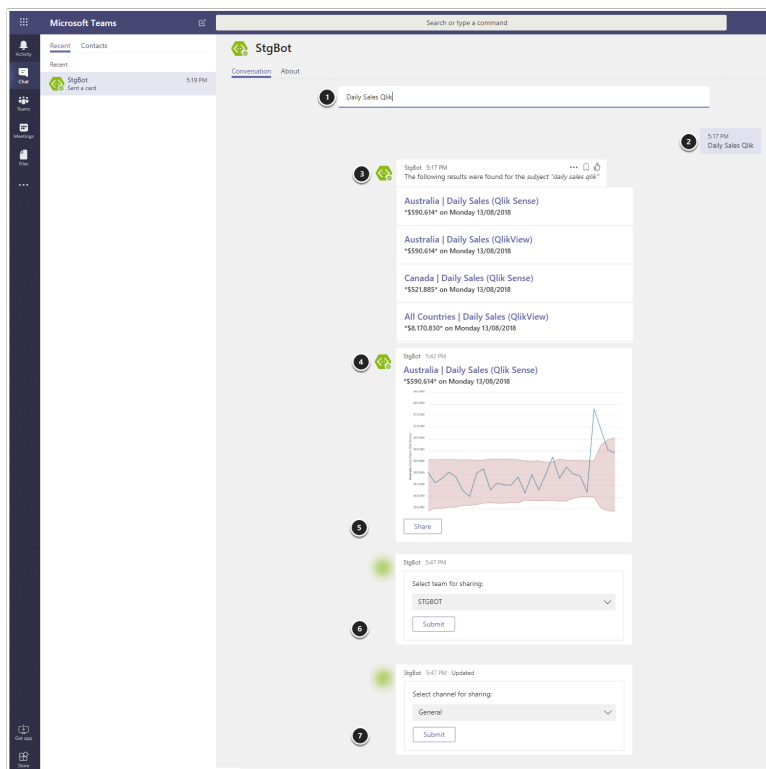 Microsoft Teams
Search or type a command
Activity
Chat
Teams
Meetings
Files
Get app
Store
Recent
Contacts
Recent
StgBot
5:19 PM
Sent a card
StgBot
Conversation
About
1
Daily Sales Qlik
2
5:17 PM
Daily Sales Qlik
3
StgBot 5:17 PM
The following results were found for the subject "daily sales qlik"
Australia | Daily Sales (Qlik Sense)
*$590,614* on Monday 13/08/2018
Australia | Daily Sales (QlikView)
*$590,614* on Monday 13/08/2018
Canada | Daily Sales (Qlik Sense)
*$521,885* on Monday 13/08/2018
All Countries | Daily Sales (QlikView)
*$8,170,830* on Monday 13/08/2018
4
StgBot 5:42 PM
Australia | Daily Sales (Qlik Sense)
*$590,614* on Monday 13/08/2018
5
Share
StgBot 5:47 PM
Select team for sharing:
STGBOT
6
Submit
StgBot 5:47 PM Updated
Select channel for sharing:
General
7
Submit